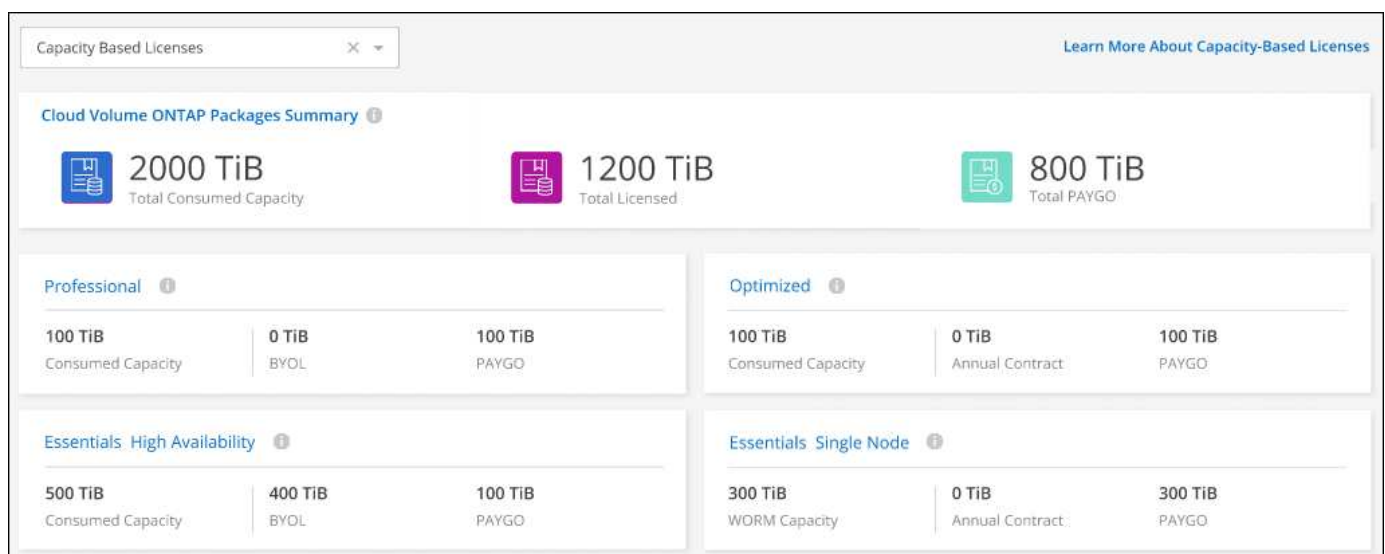 Capacity Based Licenses
Learn More About Capacity-Based Licenses
Cloud Volume ONTAP Packages Summary
2000 TiB
Total Consumed Capacity
1200 TiB
Total Licensed
800 TiB
Total PAYGO
Professional
100 TiB
Consumed Capacity
0 TiB
BYOL
100 TiB
PAYGO
Optimized
100 TiB
Consumed Capacity
0 TiB
Annual Contract
100 TiB
PAYGO
Essentials High Availability
500 TiB
Consumed Capacity
400 TiB
BYOL
100 TiB
PAYGO
Essentials Single Node
300 TiB
WORM Capacity
0 TiB
Annual Contract
300 TiB
PAYGO